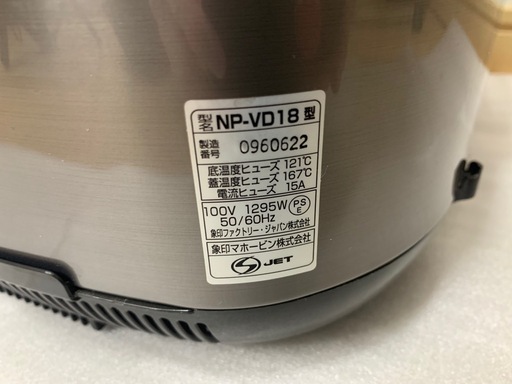 型名 NP-VD18 型
製造番号 0960622
底温度ヒューズ 121℃
蓋温度ヒューズ 167℃
電流ヒューズ 15A
100V 1295W
50/60Hz
PSE
象印ファクトリー・ジャパン株式会社
象印マホービン株式会社
JET